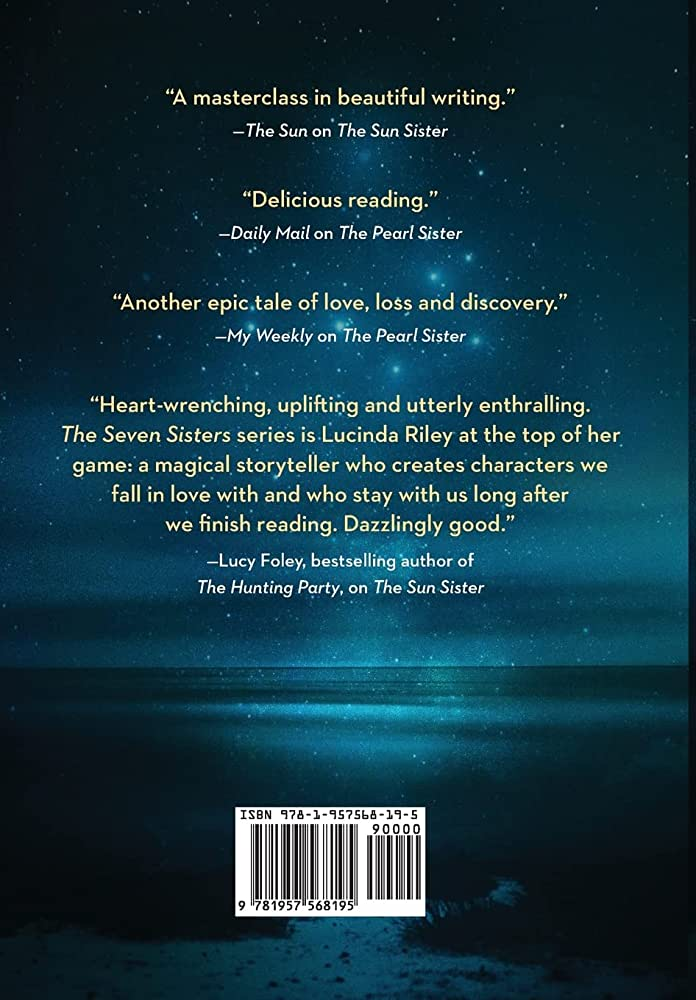 “A masterclass in beautiful writing.”
—The Sun on The Sun Sister
“Delicious reading.”
—Daily Mail on The Pearl Sister
“Another epic tale of love, loss and discovery.”
—My Weekly on The Pearl Sister
“Heart-wrenching, uplifting and utterly enthralling.
The Seven Sisters series is Lucinda Riley at the top of her
game: a magical storyteller who creates characters we
fall in love with and who stay with us long after
we finish reading. Dazzlingly good.”
—Lucy Foley, bestselling author of
The Hunting Party, on The Sun Sister
ISBN 978-1-957568-19-5
90000
9 781957 568195